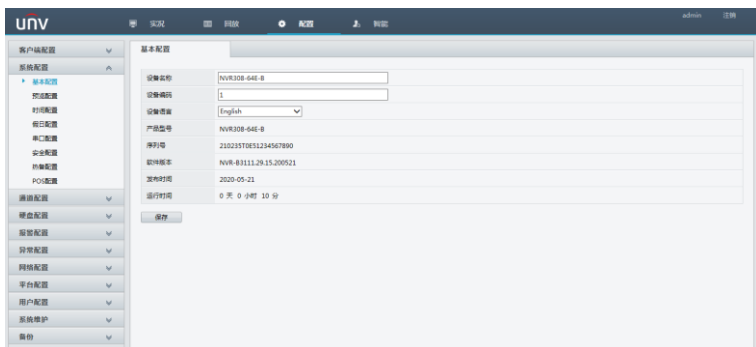 unv
实况
回放
配置
智能
admin
注销
客户端配置
系统配置
基本配置
预览配置
时间配置
假日配置
串口配置
安全配置
热备配置
POS配置
通道配置
硬盘配置
报警配置
异常配置
网络配置
平台配置
用户配置
系统维护
备份
基本配置
设备名称 NVR308-64E-B
设备编码 1
设备语言 English
产品型号 NVR308-64E-B
序列号 210235T0E51234567890
软件版本 NVR-B3111.29.15.200521
发布时间 2020-05-21
运行时间 0 天 0 小时 10 分
保存